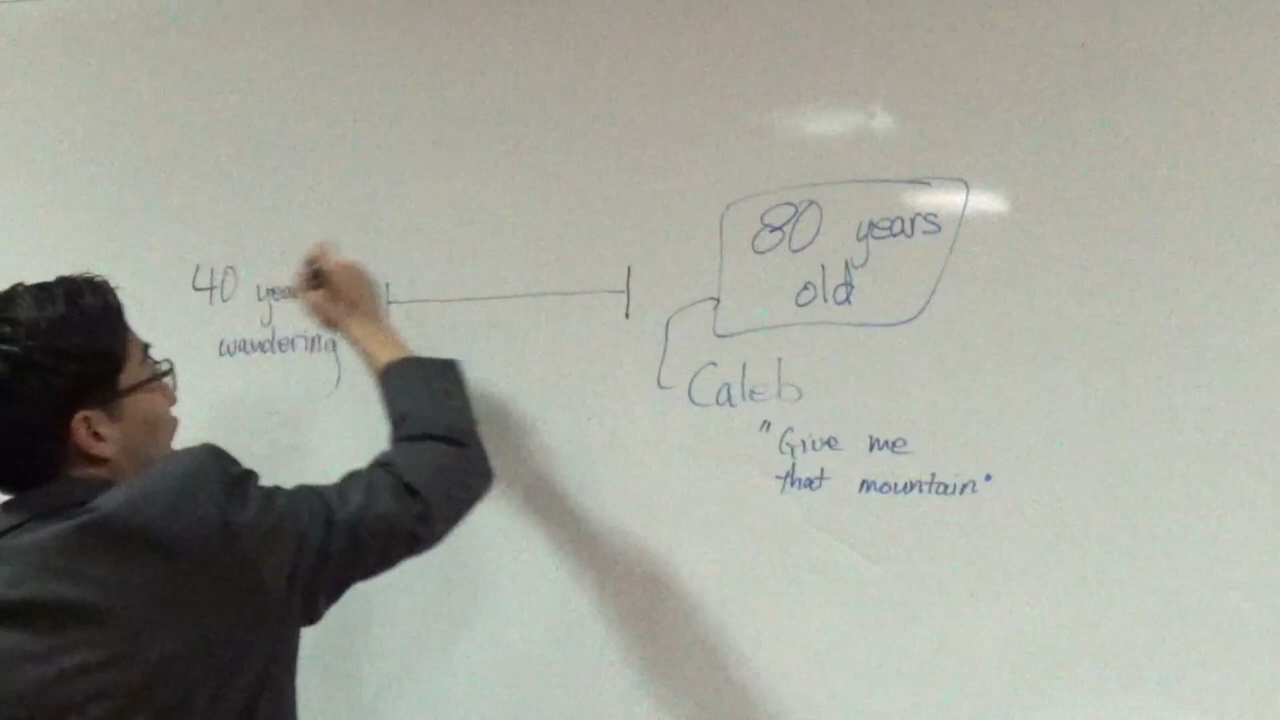 40
wandering
80 years
old
Caleb
"Give me
that mountain"